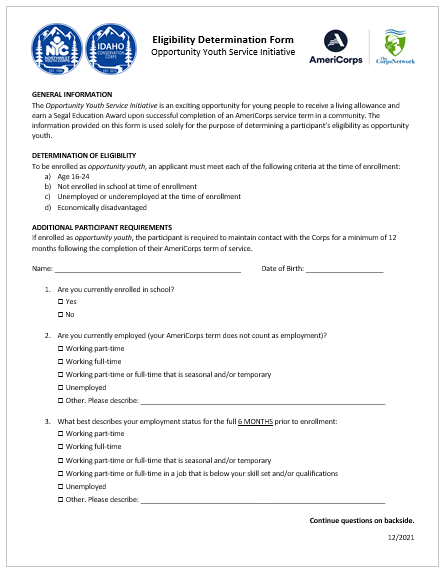 NYC
NORTHWEST
YOUTH CORPS
IDAHO
CONSERVATION
CORPS
Eligibility Determination Form
Opportunity Youth Service Initiative
AmeriCorps
The
CorpsNetwork
GENERAL INFORMATION
The Opportunity Youth Service Initiative is an exciting opportunity for young people to receive a living allowance and
earn a Segal Education Award upon successful completion of an AmeriCorps service term in a community. The
information provided on this form is used solely for the purpose of determining a participant's eligibility as opportunity
youth.
DETERMINATION OF ELIGIBILITY
To be enrolled as opportunity youth, an applicant must meet each of the following criteria at the time of enrollment:
a) Age 16-24
b) Not enrolled in school at time of enrollment
c) Unemployed or underemployed at the time of enrollment
d) Economically disadvantaged
ADDITIONAL PARTICIPANT REQUIREMENTS
If enrolled as opportunity youth, the participant is required to maintain contact with the Corps for a minimum of 12
months following the completion of their AmeriCorps term of service.
Name: ____ Date of Birth: ____
1. Are you currently enrolled in school?
☐ Yes
☐ No
2. Are you currently employed (your AmeriCorps term does not count as employment)?
☐ Working part-time
☐ Working full-time
☐ Working part-time or full-time that is seasonal and/or temporary
☐ Unemployed
☐ Other. Please describe: ____
3. What best describes your employment status for the full 6 MONTHS prior to enrollment:
☐ Working part-time
☐ Working full-time
☐ Working part-time or full-time that is seasonal and/or temporary
☐ Working part-time or full-time in a job that is below your skill set and/or qualifications
☐ Unemployed
☐ Other. Please describe: ____
Continue questions on backside.
12/2021